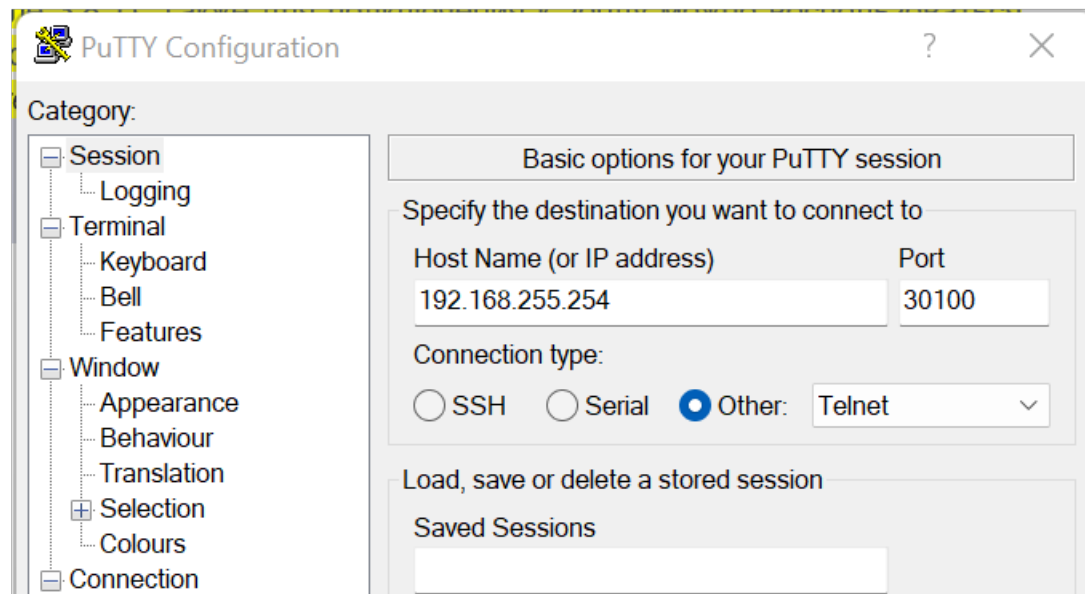 PuTTY Configuration
?
Category:
Session
Logging
Terminal
Keyboard
Bell
Features
Window
Appearance
Behaviour
Translation
Selection
Colours
Connection
Basic options for your PuTTY session
Specify the destination you want to connect to
Host Name (or IP address) Port
192.168.255.254 30100
Connection type:
SSH Serial Other: Telnet
Load, save or delete a stored session
Saved Sessions